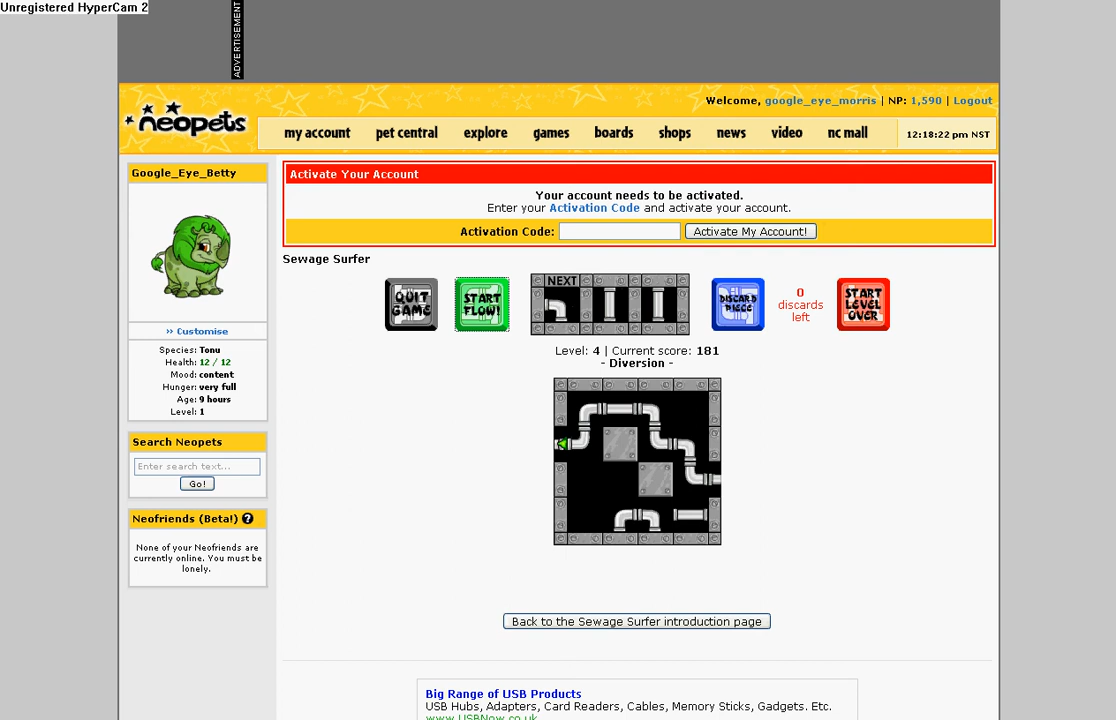 Unregistered HyperCam 2
ADVERTISEMENT
Welcome, google_eye_morris | NP: 1,590 | Logout
neopets
my account
pet central
explore
games
boards
shops
news
video
nc mall
12:18:22 pm NST
Google_Eye_Betty
>> Customise
Species: Tonu
Health: 12 / 12
Mood: content
Hunger: very full
Age: 9 hours
Level: 1
Search Neopets
Enter search text...
Go!
Neofriends (Beta!) ?
None of your Neofriends are
currently online. You must be
lonely.
Activate Your Account
Your account needs to be activated.
Enter your Activation Code and activate your account.
Activation Code:
Activate My Account!
Sewage Surfer
QUIT
GAME
START
FLOW!
NEXT
DISCARD
PIECE
0
discards
left
START
LEVEL
OVER
Level: 4 | Current score: 181
- Diversion -
Back to the Sewage Surfer introduction page
Big Range of USB Products
USB Hubs, Adapters, Card Readers, Cables, Memory Sticks, Gadgets. Etc.
www.USBNow.co.uk